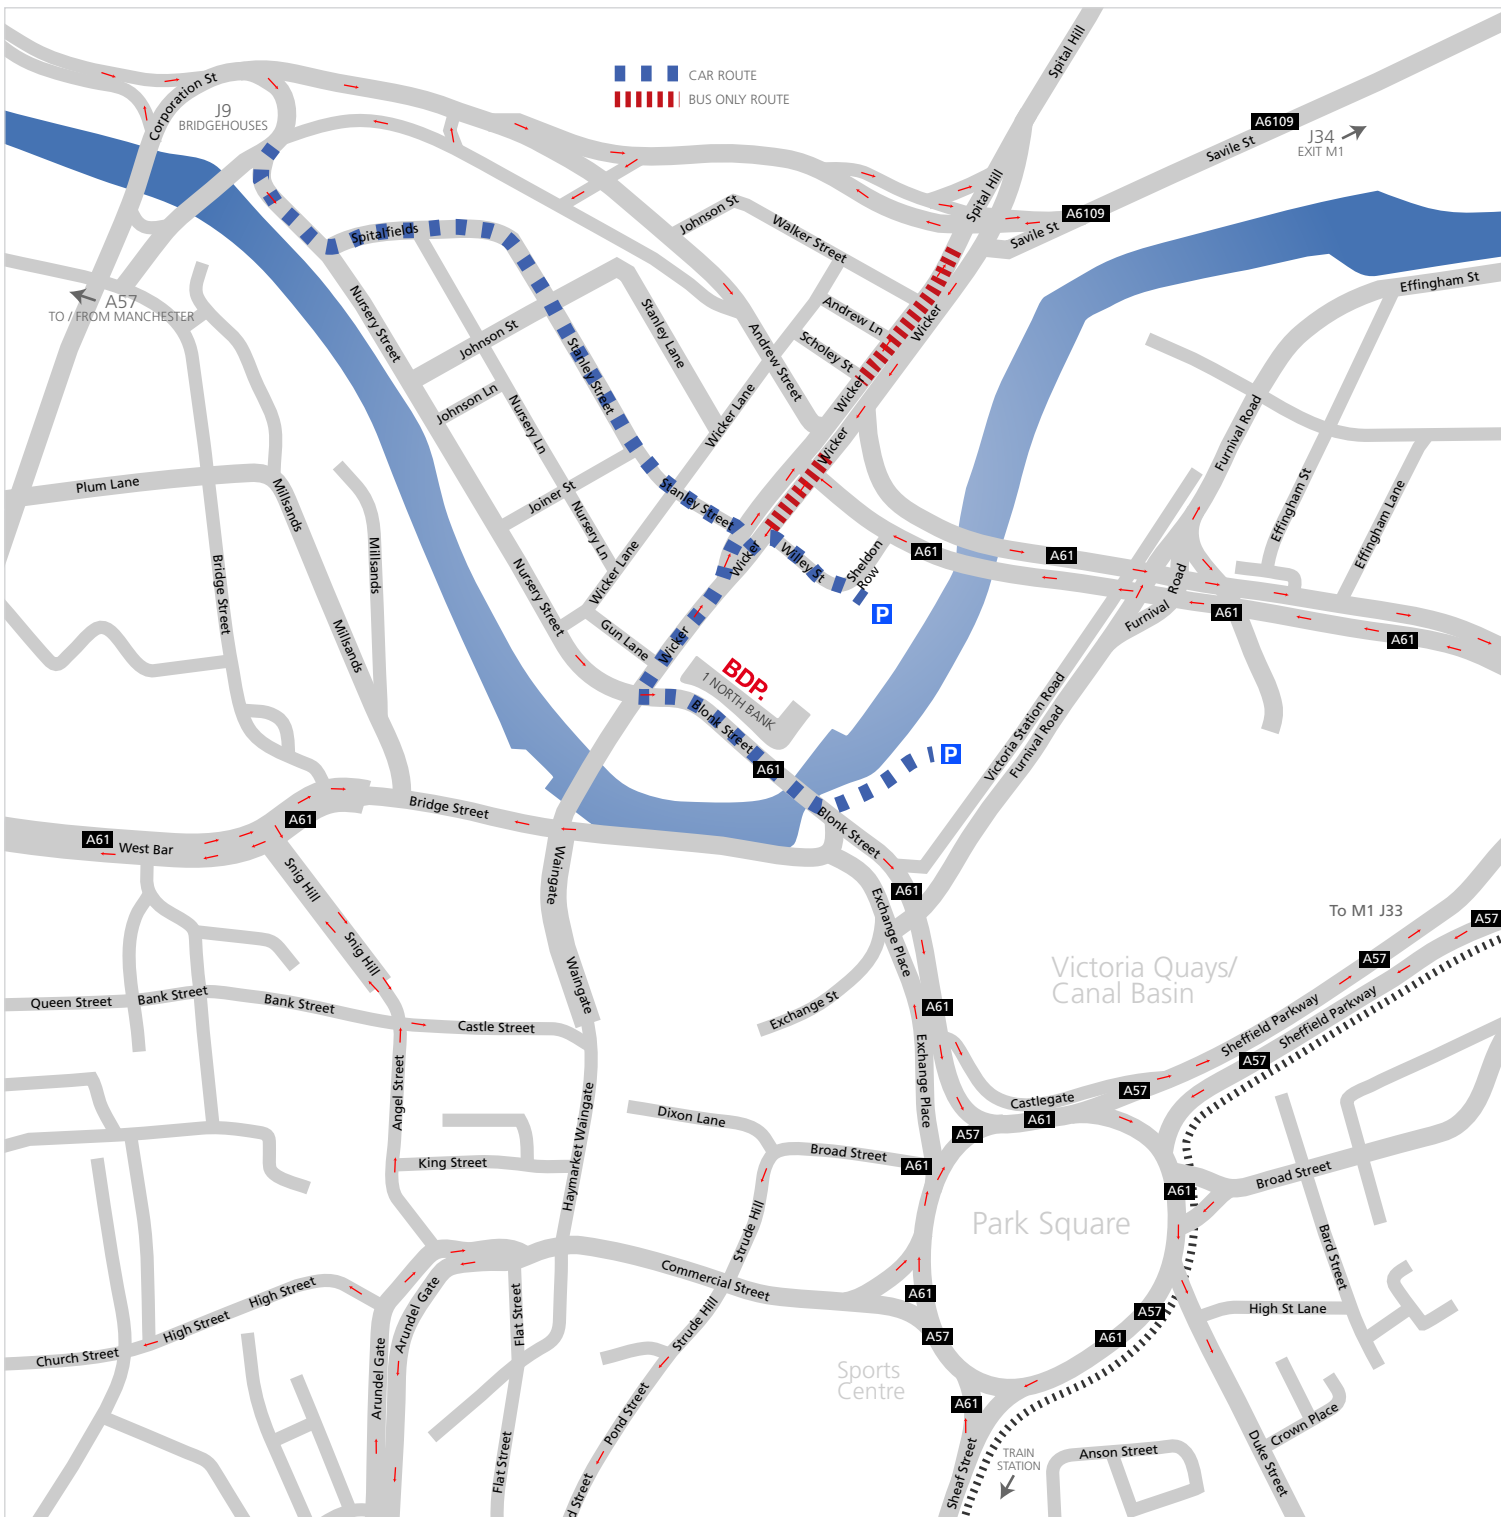 CAR ROUTE
BUS ONLY ROUTE
Spital Hill
Corporation St
J9
BRIDGEHOUSES
A6109
J34
EXIT M1
Savile St
Spital Hill
A6109
Savile St
Johnson St
Walker Street
Spitalfields
A57
TO / FROM MANCHESTER
Effingham St
Nursery Street
Johnson St
Stanley Lane
Stanley Street
Andrew Street
Andrew Ln
Scholey St
Wicker
Wicker
Wicker
Johnson Ln
Nursery Ln
Wicker Lane
Furnival Road
Plum Lane
Millsands
Joiner St
Stanley Street
Nursery Ln
Effingham St
Effingham Lane
Bridge Street
Millsands
Nursery Street
Wicker Lane
Wicker
Willey St
Sheldon
Row
A61
A61
P
Furnival
Road
A61
A61
Millsands
Gun Lane
Wicker
BDP.
1 NORTH BANK
Blonk Street
A61
P
Victoria Station Road
Furnival Road
Bridge Street
Blonk Street
A61
A61
West Bar
Snig Hill
Waingate
A61
Exchange Place
To M1 J33
A57
A57
Snig Hill
Waingate
Victoria Quays/
Canal Basin
Queen Street
Bank Street
Bank Street
Castle Street
Exchange St
A61
Sheffield Parkway
Sheffield Parkway
A57
Angel Street
Haymarket Waingate
Exchange Place
Dixon Lane
Castlegate
A61
A57
A57
King Street
Broad Street
A61
A61
Broad Street
Park Square
Strude Hill
Bard Street
Commercial Street
A61
High Street
High Street
Church Street
Arundel Gate
Arundel Gate
Flat Street
Strude Hill
A57
A57
A61
High St Lane
Sports
Centre
A61
Pond Street
Flat Street
d Street
Sheaf Street
TRAIN
STATION
Anson Street
Duke Street
Crown Place